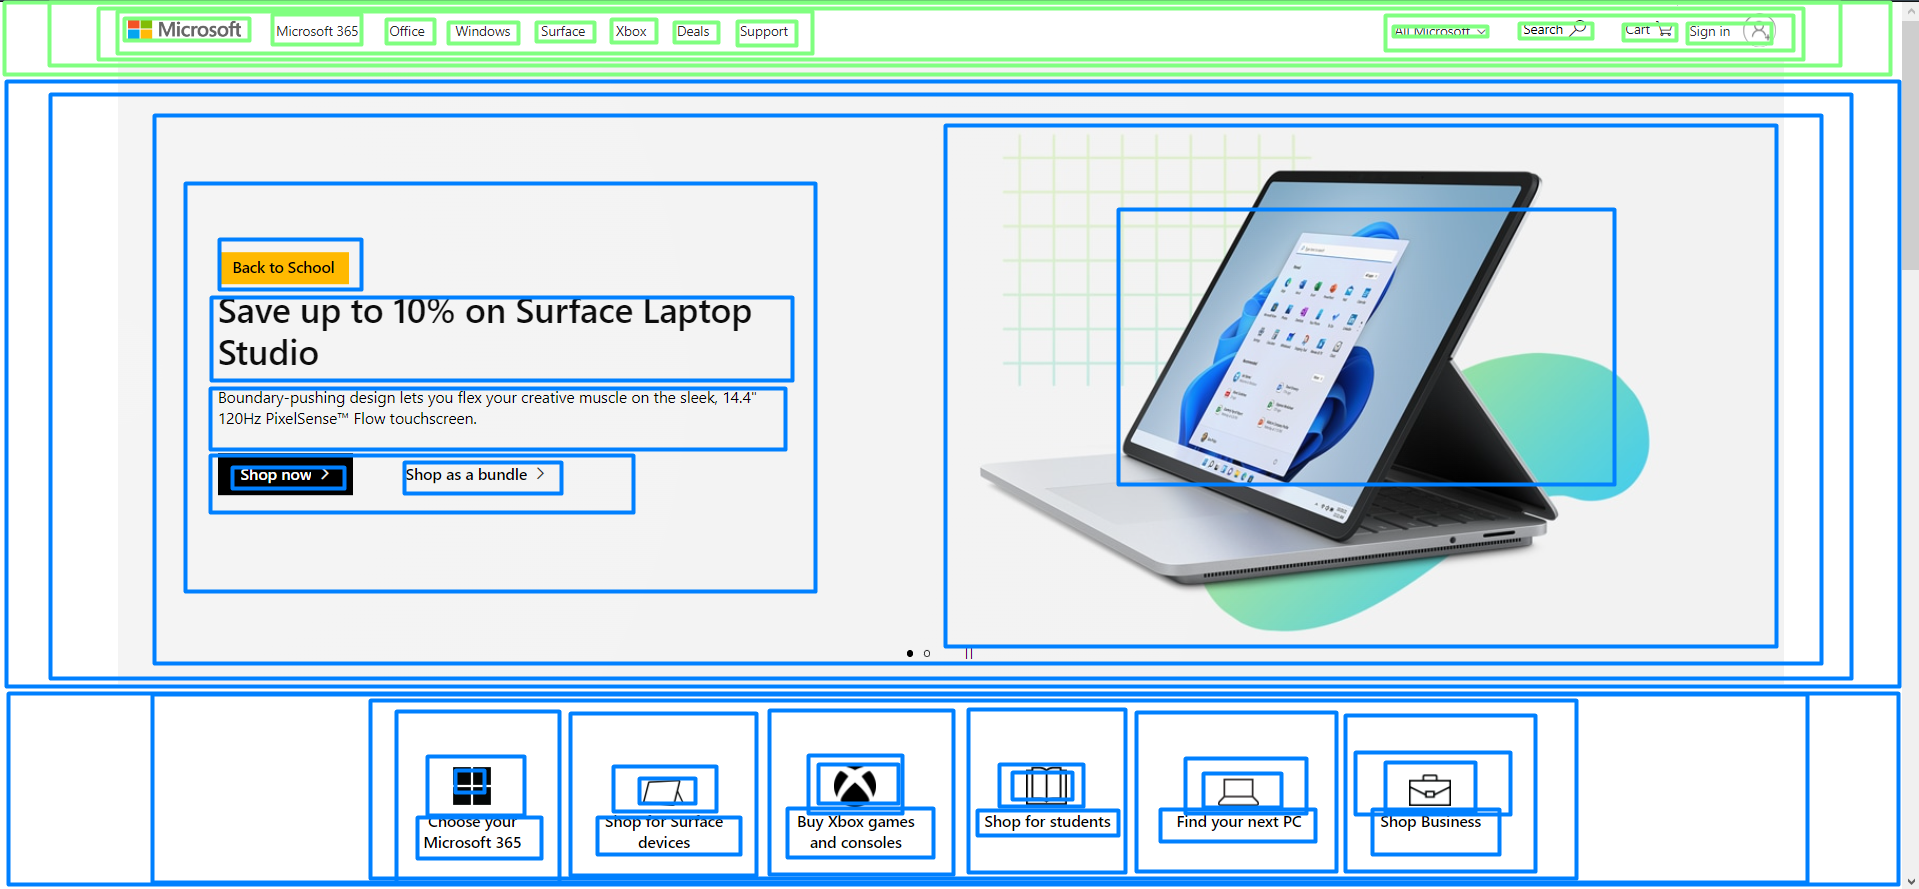 Microsoft Microsoft 365 Office Windows Surface Xbox Deals Support All Microsoft Search Cart Sign in
Back to School
Save up to 10% on Surface Laptop
Studio
Boundary-pushing design lets you flex your creative muscle on the sleek, 14.4"
120Hz PixelSense™ Flow touchscreen.
Shop now Shop as a bundle
Choose your
Microsoft 365
Shop for Surface
devices
Buy Xbox games
and consoles
Shop for students
Find your next PC
Shop Business